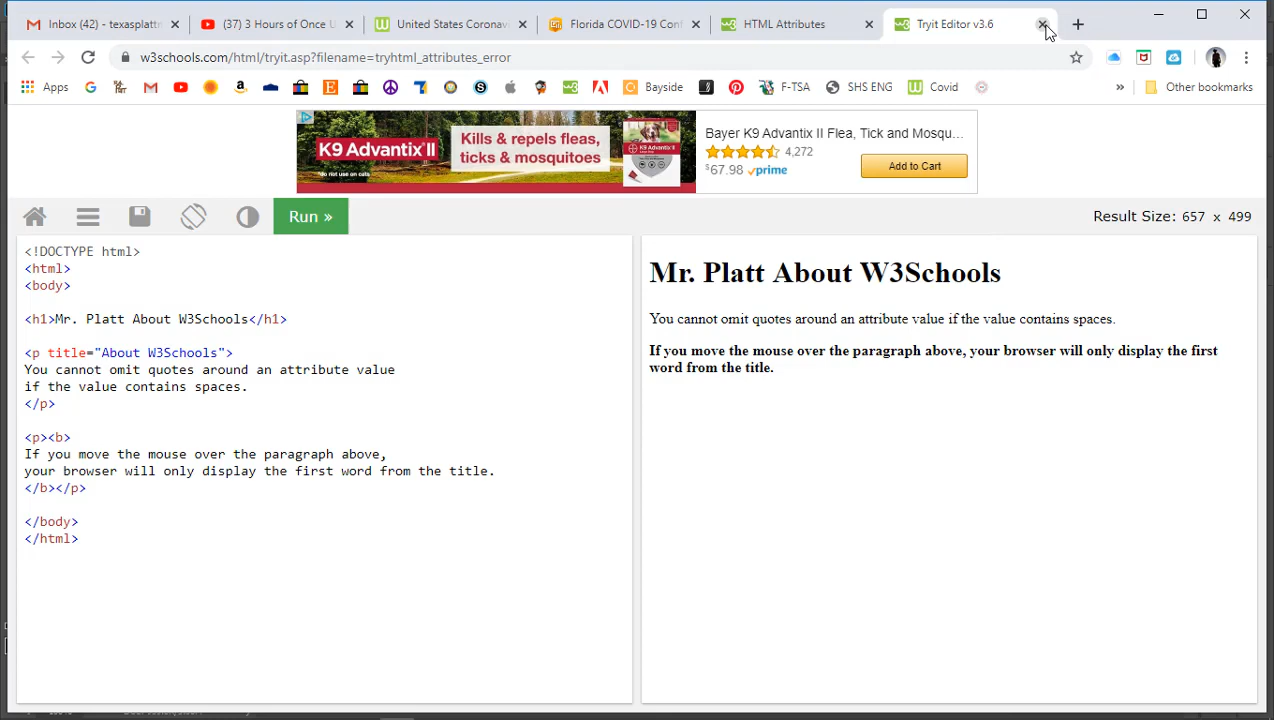 Inbox (42) - texasplattn
(37) 3 Hours of Once U
United States Coronav
Florida COVID-19 Conf
HTML Attributes
Tryit Editor v3.6
w3schools.com/html/tryit.asp?filename=tryhtml_attributes_error
Apps
Bayside
F-TSA
SHS ENG
Covid
»
Other bookmarks
K9 Advantix II
Do not use on cats.
Kills & repels fleas,
ticks & mosquitoes
Bayer K9 Advantix II Flea, Tick and Mosqu...
4,272
$67.98 prime
Add to Cart
Run »
Result Size: 657 x 499
<!DOCTYPE html>
<html>
<body>
<h1>Mr. Platt About W3Schools</h1>
<p title="About W3Schools">
You cannot omit quotes around an attribute value
if the value contains spaces.
</p>
<p><b>
If you move the mouse over the paragraph above,
your browser will only display the first word from the title.
</b></p>
</body>
</html>
Mr. Platt About W3Schools
You cannot omit quotes around an attribute value if the value contains spaces.
If you move the mouse over the paragraph above, your browser will only display the first
word from the title.